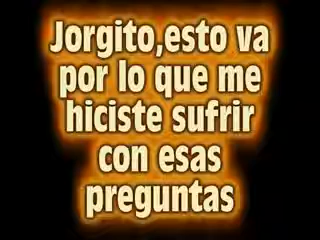 Jorgito,esto va
por lo que me
hiciste sufrir
con esas
preguntas